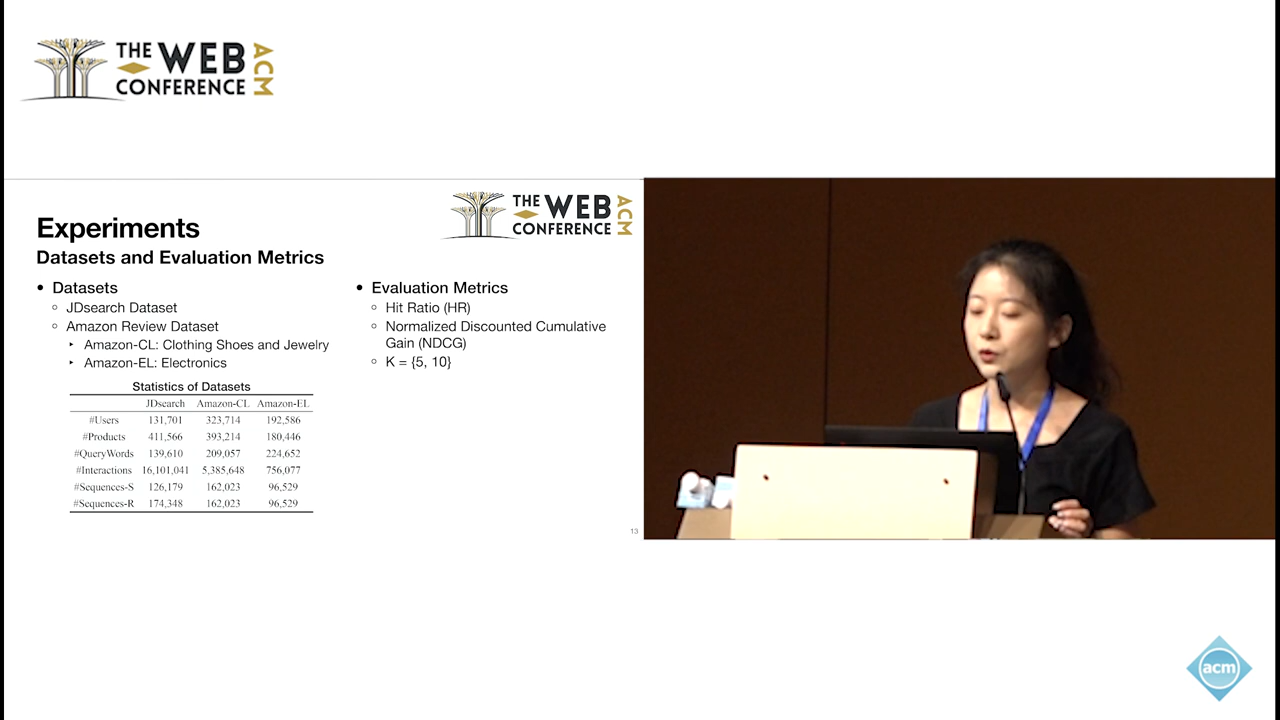 THE WEB
CONFERENCE
ACM
THE WEB
CONFERENCE
ACM
Experiments
Datasets and Evaluation Metrics
• Datasets
○ JDsearch Dataset
○ Amazon Review Dataset
‣ Amazon-CL: Clothing Shoes and Jewelry
‣ Amazon-EL: Electronics
Statistics of Datasets
JDsearch Amazon-CL Amazon-EL
#Users 131,701 323,714 192,586
#Products 411,566 393,214 180,446
#QueryWords 139,610 209,057 224,652
#Interactions 16,101,041 5,385,648 756,077
#Sequences-S 126,179 162,023 96,529
#Sequences-R 174,348 162,023 96,529
• Evaluation Metrics
○ Hit Ratio (HR)
○ Normalized Discounted Cumulative
Gain (NDCG)
○ K = {5, 10}
13
acm